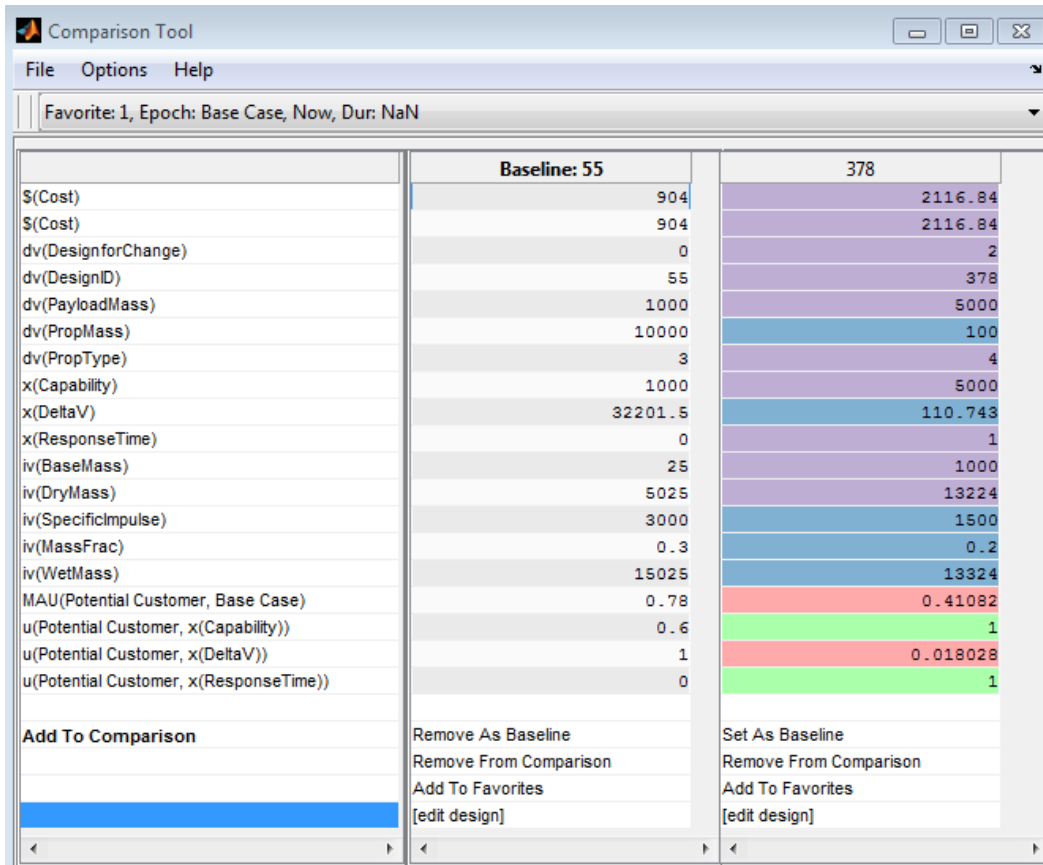 Comparison Tool
File Options Help
Favorite: 1, Epoch: Base Case, Now, Dur: NaN
Baseline: 55 378
$(Cost) 904 2116.84
$(Cost) 904 2116.84
dv(DesignforChange) 0 2
dv(DesignID) 55 378
dv(PayloadMass) 1000 5000
dv(PropMass) 10000 100
dv(PropType) 3 4
x(Capability) 1000 5000
x(DeltaV) 32201.5 110.743
x(ResponseTime) 0 1
iv(BaseMass) 25 1000
iv(DryMass) 5025 13224
iv(SpecificImpulse) 3000 1500
iv(MassFrac) 0.3 0.2
iv(WetMass) 15025 13324
MAU(Potential Customer, Base Case) 0.78 0.41082
u(Potential Customer, x(Capability)) 0.6 1
u(Potential Customer, x(DeltaV)) 1 0.018028
u(Potential Customer, x(ResponseTime)) 0 1
Add To Comparison Remove As Baseline Set As Baseline
Remove From Comparison Remove From Comparison
Add To Favorites Add To Favorites
[edit design] [edit design]